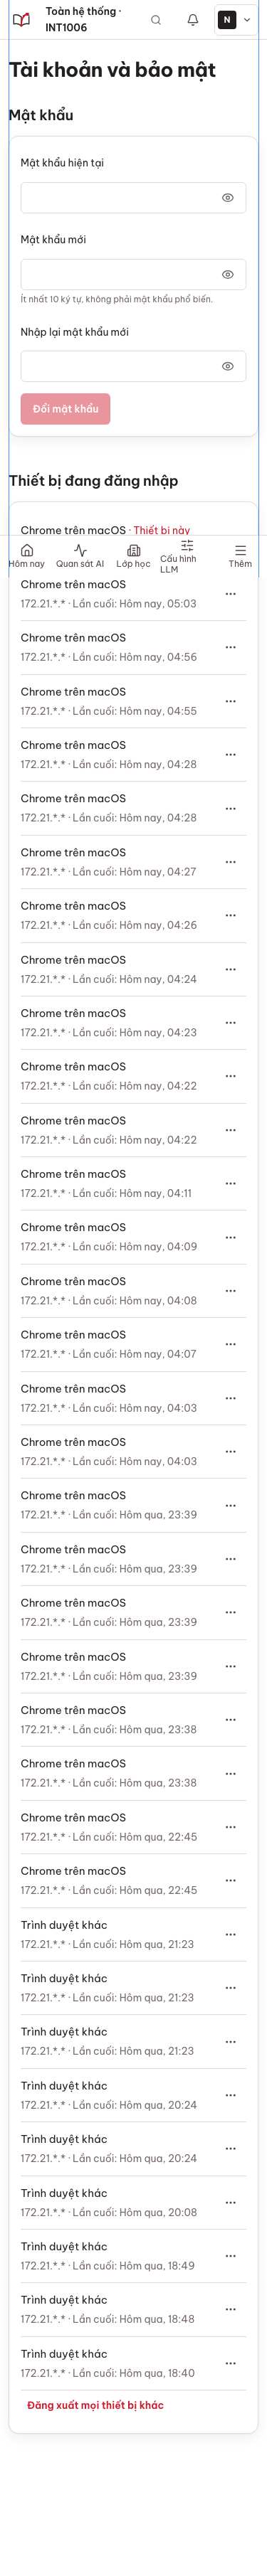 Toàn hệ thống ·
INT1006
N
Tài khoản và bảo mật
Mật khẩu
Mật khẩu hiện tại
Mật khẩu mới
Ít nhất 10 ký tự, không phải mật khẩu phổ biến.
Nhập lại mật khẩu mới
Đổi mật khẩu
Thiết bị đang đăng nhập
Chrome trên macOS · Thiết bị này
Hôm nay
Quan sát AI
Lớp học
Cấu hình
LLM
Thêm
Chrome trên macOS
172.21.*.* · Lần cuối: Hôm nay, 05:03
Chrome trên macOS
172.21.*.* · Lần cuối: Hôm nay, 04:56
Chrome trên macOS
172.21.*.* · Lần cuối: Hôm nay, 04:55
Chrome trên macOS
172.21.*.* · Lần cuối: Hôm nay, 04:28
Chrome trên macOS
172.21.*.* · Lần cuối: Hôm nay, 04:28
Chrome trên macOS
172.21.*.* · Lần cuối: Hôm nay, 04:27
Chrome trên macOS
172.21.*.* · Lần cuối: Hôm nay, 04:26
Chrome trên macOS
172.21.*.* · Lần cuối: Hôm nay, 04:24
Chrome trên macOS
172.21.*.* · Lần cuối: Hôm nay, 04:23
Chrome trên macOS
172.21.*.* · Lần cuối: Hôm nay, 04:22
Chrome trên macOS
172.21.*.* · Lần cuối: Hôm nay, 04:22
Chrome trên macOS
172.21.*.* · Lần cuối: Hôm nay, 04:11
Chrome trên macOS
172.21.*.* · Lần cuối: Hôm nay, 04:09
Chrome trên macOS
172.21.*.* · Lần cuối: Hôm nay, 04:08
Chrome trên macOS
172.21.*.* · Lần cuối: Hôm nay, 04:07
Chrome trên macOS
172.21.*.* · Lần cuối: Hôm nay, 04:03
Chrome trên macOS
172.21.*.* · Lần cuối: Hôm nay, 04:03
Chrome trên macOS
172.21.*.* · Lần cuối: Hôm qua, 23:39
Chrome trên macOS
172.21.*.* · Lần cuối: Hôm qua, 23:39
Chrome trên macOS
172.21.*.* · Lần cuối: Hôm qua, 23:39
Chrome trên macOS
172.21.*.* · Lần cuối: Hôm qua, 23:39
Chrome trên macOS
172.21.*.* · Lần cuối: Hôm qua, 23:38
Chrome trên macOS
172.21.*.* · Lần cuối: Hôm qua, 23:38
Chrome trên macOS
172.21.*.* · Lần cuối: Hôm qua, 22:45
Chrome trên macOS
172.21.*.* · Lần cuối: Hôm qua, 22:45
Trình duyệt khác
172.21.*.* · Lần cuối: Hôm qua, 21:23
Trình duyệt khác
172.21.*.* · Lần cuối: Hôm qua, 21:23
Trình duyệt khác
172.21.*.* · Lần cuối: Hôm qua, 21:23
Trình duyệt khác
172.21.*.* · Lần cuối: Hôm qua, 20:24
Trình duyệt khác
172.21.*.* · Lần cuối: Hôm qua, 20:24
Trình duyệt khác
172.21.*.* · Lần cuối: Hôm qua, 20:08
Trình duyệt khác
172.21.*.* · Lần cuối: Hôm qua, 18:49
Trình duyệt khác
172.21.*.* · Lần cuối: Hôm qua, 18:48
Trình duyệt khác
172.21.*.* · Lần cuối: Hôm qua, 18:40
Đăng xuất mọi thiết bị khác